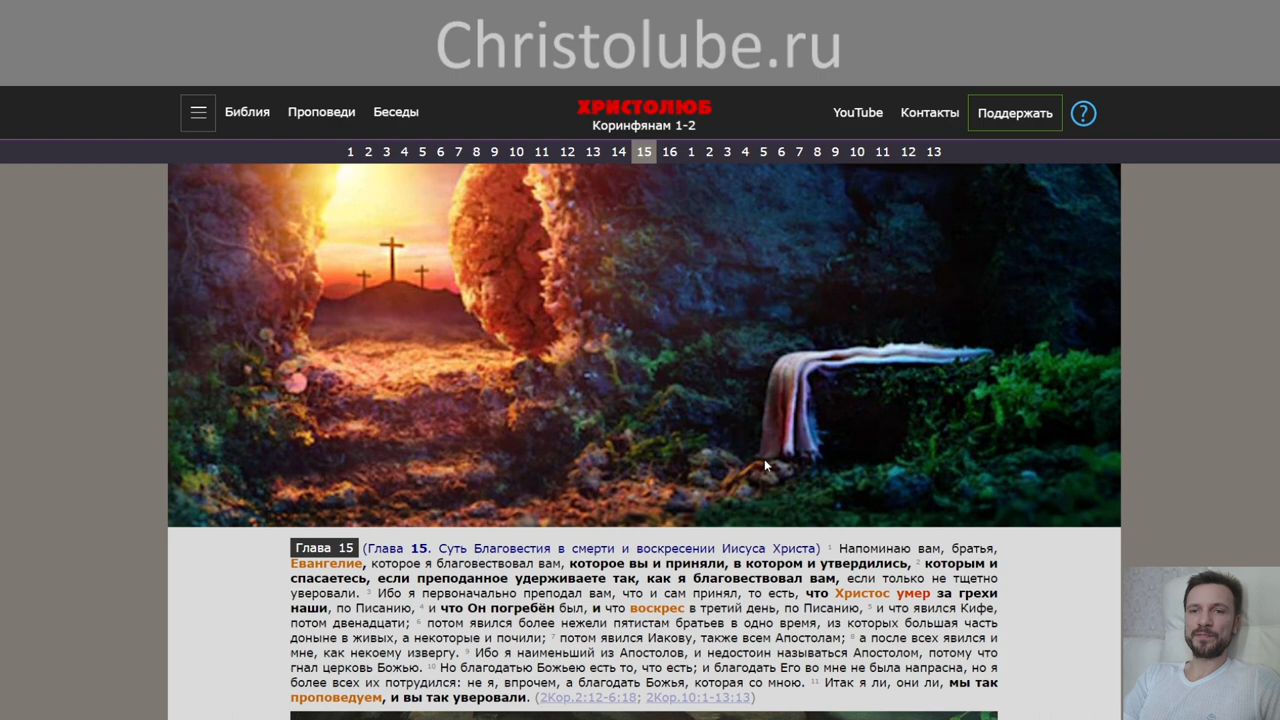 Christolube.ru
Библия Проповеди Беседы ХРИСТОЛЮБ YouTube Контакты Поддержать ?
Коринфянам 1-2
1 2 3 4 5 6 7 8 9 10 11 12 13 14 15 16 1 2 3 4 5 6 7 8 9 10 11 12 13
Глава 15 (Глава 15. Суть Благовестия в смерти и воскресении Иисуса Христа) 1 Напоминаю вам, братья,
Евангелие, которое я благовествовал вам, которое вы и приняли, в котором и утвердились, 2 которым и
спасаетесь, если преподанное удерживаете так, как я благовествовал вам, если только не тщетно
уверовали. 3 Ибо я первоначально преподал вам, что и сам принял, то есть, что Христос умер за грехи
наши, по Писанию, 4 и что Он погребён был, и что воскрес в третий день, по Писанию, 5 и что явился Кифе,
потом двенадцати; 6 потом явился более нежели пятистам братьев в одно время, из которых большая часть
доныне в живых, а некоторые и почили; 7 потом явился Иакову, также всем Апостолам; 8 а после всех явился и
мне, как некоему извергу. 9 Ибо я наименьший из Апостолов, и недостоин называться Апостолом, потому что
гнал церковь Божью. 10 Но благодатью Божьею есть то, что есть; и благодать Его во мне не была напрасна, но я
более всех их потрудился: не я, впрочем, а благодать Божья, которая со мною. 11 Итак я ли, они ли, мы так
проповедуем, и вы так уверовали. (2Кор.2:12-6:18; 2Кор.10:1-13:13)